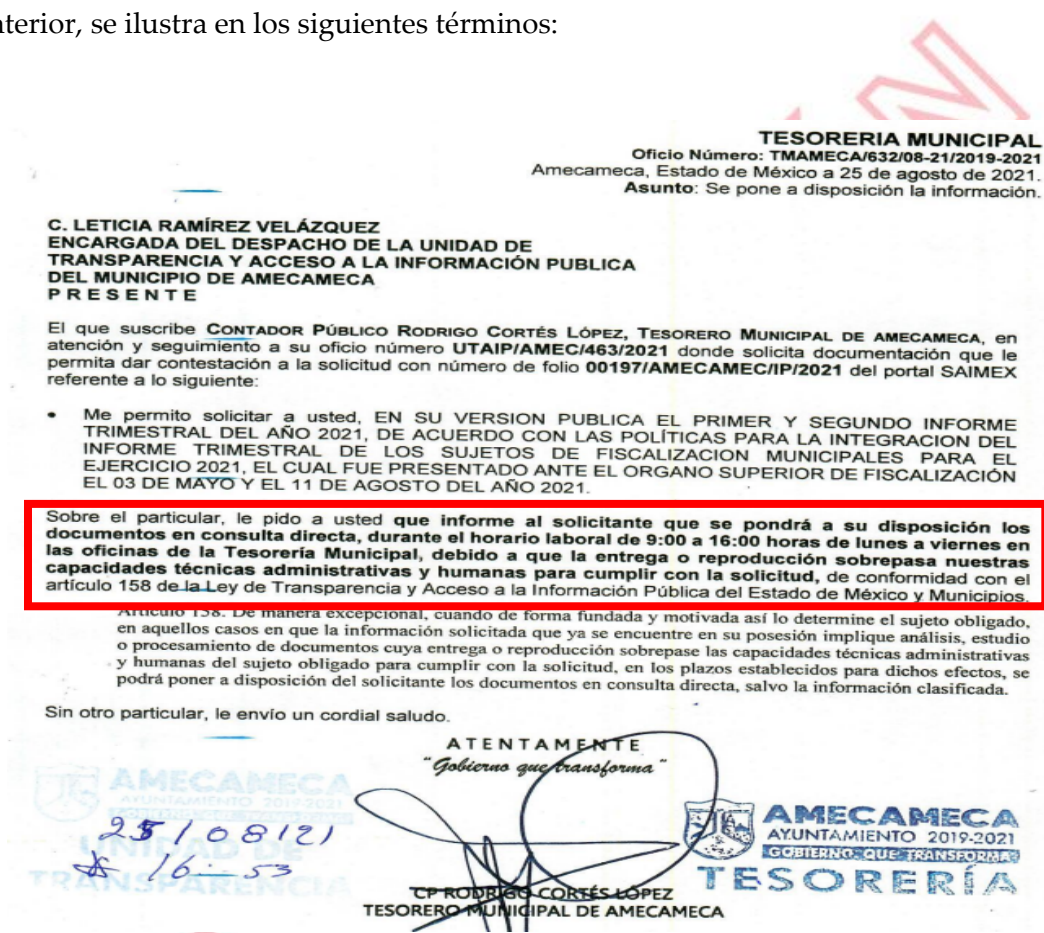 nterior, se ilustra en los siguientes términos:
TESORERIA MUNICIPAL
Oficio Número: TMAMECA/632/08-21/2019-2021
Amecameca, Estado de México a 25 de agosto de 2021.
Asunto: Se pone a disposición la información.
C. LETICIA RAMÍREZ VELÁZQUEZ
ENCARGADA DEL DESPACHO DE LA UNIDAD DE
TRANSPARENCIA Y ACCESO A LA INFORMACIÓN PUBLICA
DEL MUNICIPIO DE AMECAMECA
P R E S E N T E
El que suscribe CONTADOR PÚBLICO RODRIGO CORTÉS LÓPEZ, TESORERO MUNICIPAL DE AMECAMECA, en
atención y seguimiento a su oficio número UTAIP/AMEC/463/2021 donde solicita documentación que le
permita dar contestación a la solicitud con número de folio 00197/AMECAMEC/IP/2021 del portal SAIMEX
referente a lo siguiente:
• Me permito solicitar a usted, EN SU VERSION PUBLICA EL PRIMER Y SEGUNDO INFORME
TRIMESTRAL DEL AÑO 2021, DE ACUERDO CON LAS POLÍTICAS PARA LA INTEGRACION DEL
INFORME TRIMESTRAL DE LOS SUJETOS DE FISCALIZACION MUNICIPALES PARA EL
EJERCICIO 2021, EL CUAL FUE PRESENTADO ANTE EL ORGANO SUPERIOR DE FISCALIZACIÓN
EL 03 DE MAYO Y EL 11 DE AGOSTO DEL AÑO 2021.
Sobre el particular, le pido a usted que informe al solicitante que se pondrá a su disposición los
documentos en consulta directa, durante el horario laboral de 9:00 a 16:00 horas de lunes a viernes en
las oficinas de la Tesorería Municipal, debido a que la entrega o reproducción sobrepasa nuestras
capacidades técnicas administrativas y humanas para cumplir con la solicitud, de conformidad con el
artículo 158 de la Ley de Transparencia y Acceso a la Información Pública del Estado de México y Municipios.
Artículo 158. De manera excepcional, cuando de forma fundada y motivada así lo determine el sujeto obligado,
en aquellos casos en que la información solicitada que ya se encuentre en su posesión implique análisis, estudio
o procesamiento de documentos cuya entrega o reproducción sobrepase las capacidades técnicas administrativas
y humanas del sujeto obligado para cumplir con la solicitud, en los plazos establecidos para dichos efectos, se
podrá poner a disposición del solicitante los documentos en consulta directa, salvo la información clasificada.
Sin otro particular, le envío un cordial saludo.
A T E N T A M E N T E
"Gobierno que transforma"
AMECAMECA
AYUNTAMIENTO 2019-2021
GOBIERNO QUE TRANSFORMA
UNIDAD DE
TRANSPARENCIA
25/08/21
16 — 53
AMECAMECA
AYUNTAMIENTO 2019-2021
GOBIERNO QUE TRANSFORMA
TESORERÍA
CP RODRIGO CORTÉS LÓPEZ
TESORERO MUNICIPAL DE AMECAMECA